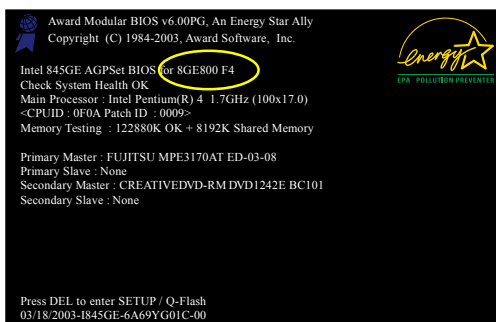 Award Modular BIOS v6.00PG, An Energy Star Ally
Copyright (C) 1984-2003, Award Software, Inc.
energy
EPA POLLUTION PREVENTER
Intel 845GE AGPSet BIOS for 8GE800 F4
Check System Health OK
Main Processor : Intel Pentium(R) 4 1.7GHz (100x17.0)
<CPUID : 0F0A Patch ID : 0009>
Memory Testing : 122880K OK + 8192K Shared Memory
Primary Master : FUJITSU MPE3170AT ED-03-08
Primary Slave : None
Secondary Master : CREATIVEDVD-RM DVD1242E BC101
Secondary Slave : None
Press DEL to enter SETUP / Q-Flash
03/18/2003-I845GE-6A69YG01C-00